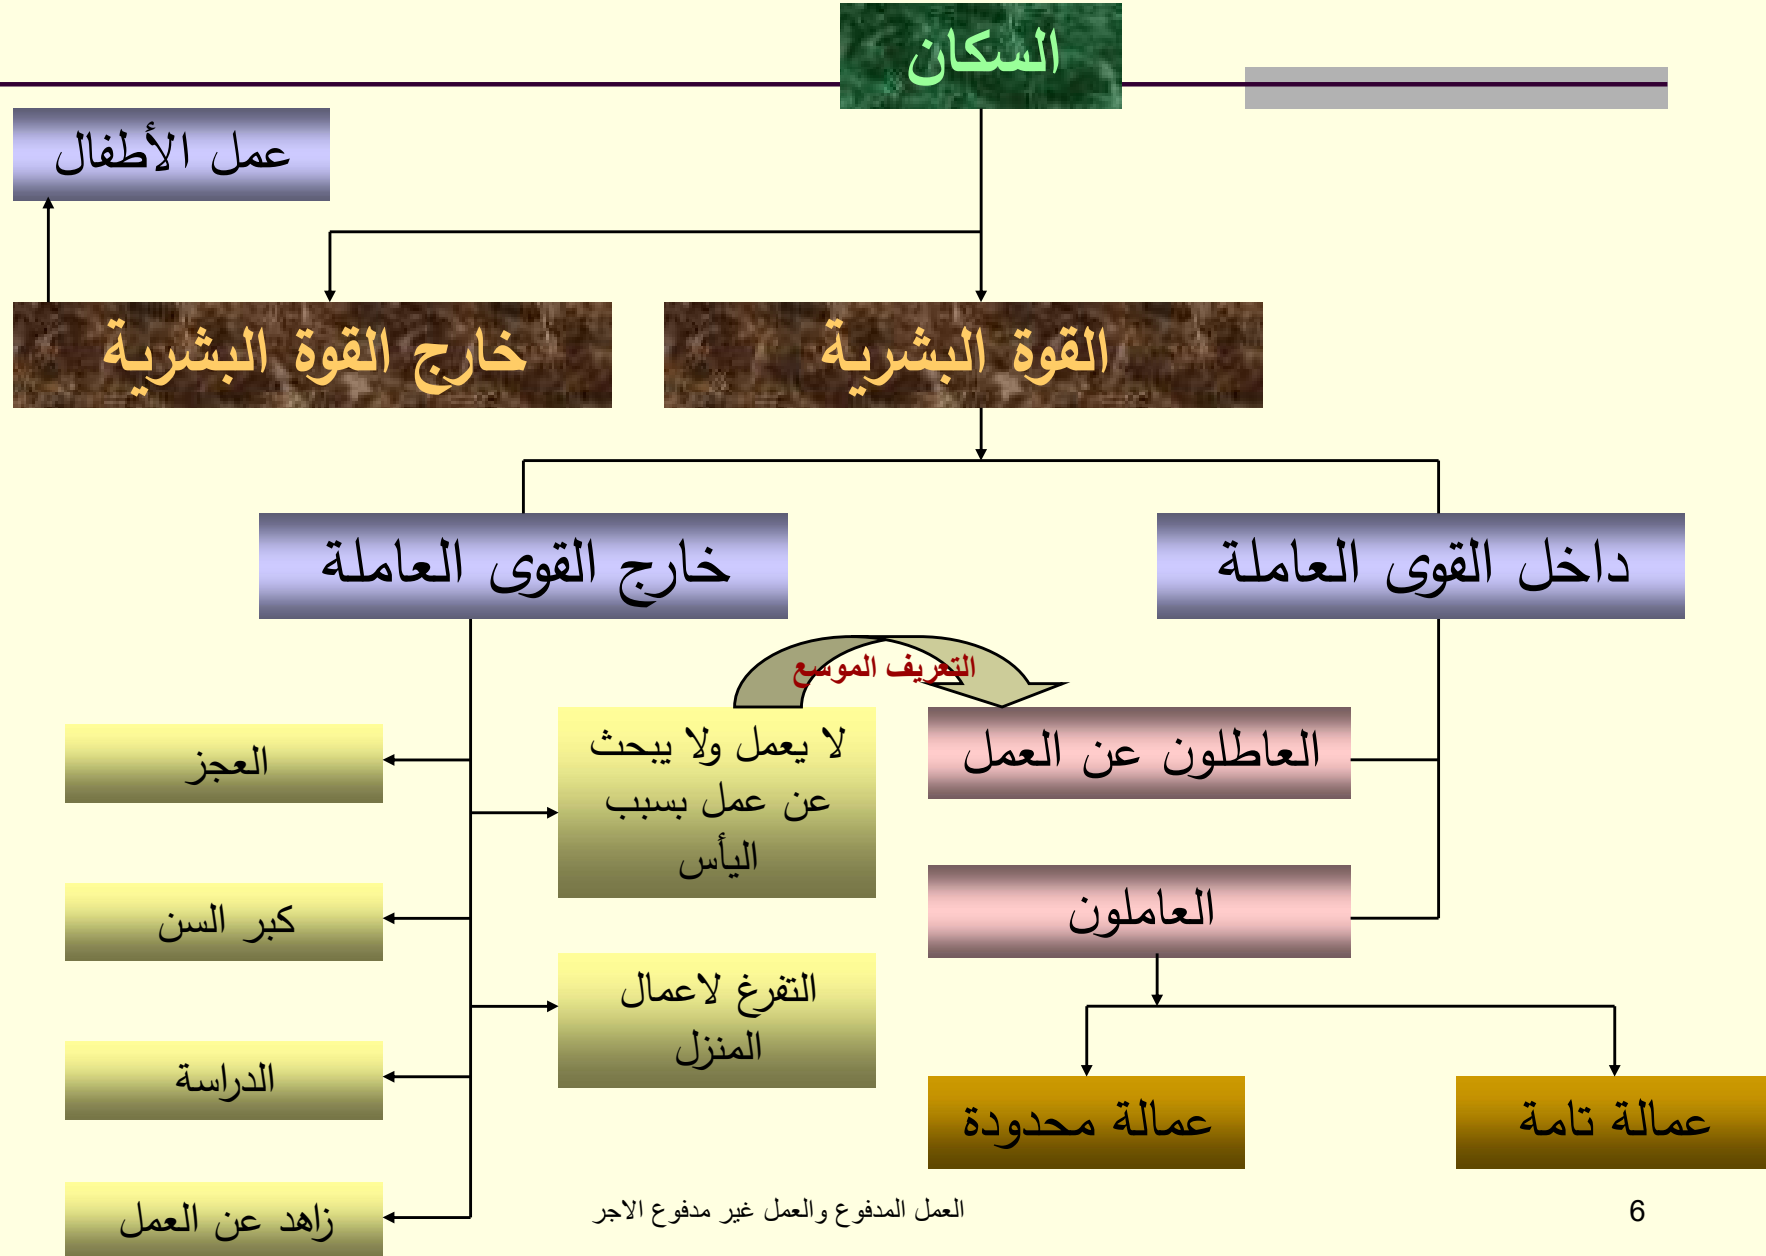 السكان
عمل الأطفال
القوة البشرية
خارج القوة البشرية
داخل القوى العاملة
خارج القوى العاملة
التعريف الموسع
العاطلون عن العمل
لا يعمل ولا يبحث
عن عمل بسبب
اليأس
العجز
العاملون
كبر السن
التفرغ لاعمال
المنزل
الدراسة
عمالة تامة
عمالة محدودة
زاهد عن العمل
العمل المدفوع والعمل غير مدفوع الاجر
6